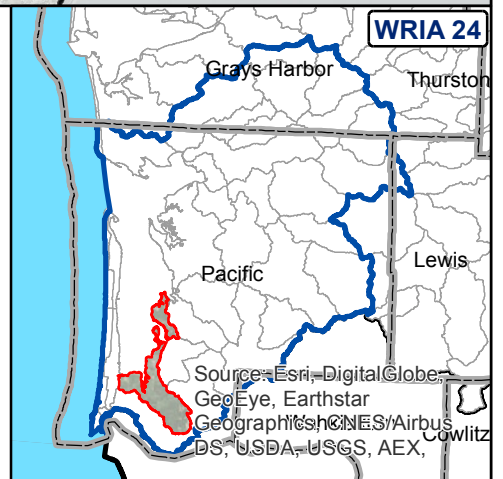 WRIA 24
Grays Harbor
Thurston
Pacific
Lewis
Source: Esri, DigitalGlobe,
GeoEye, Earthstar
Geographics, CNES/Airbus
Wahkiakum
Cowlitz
DS, USDA, USGS, AEX,